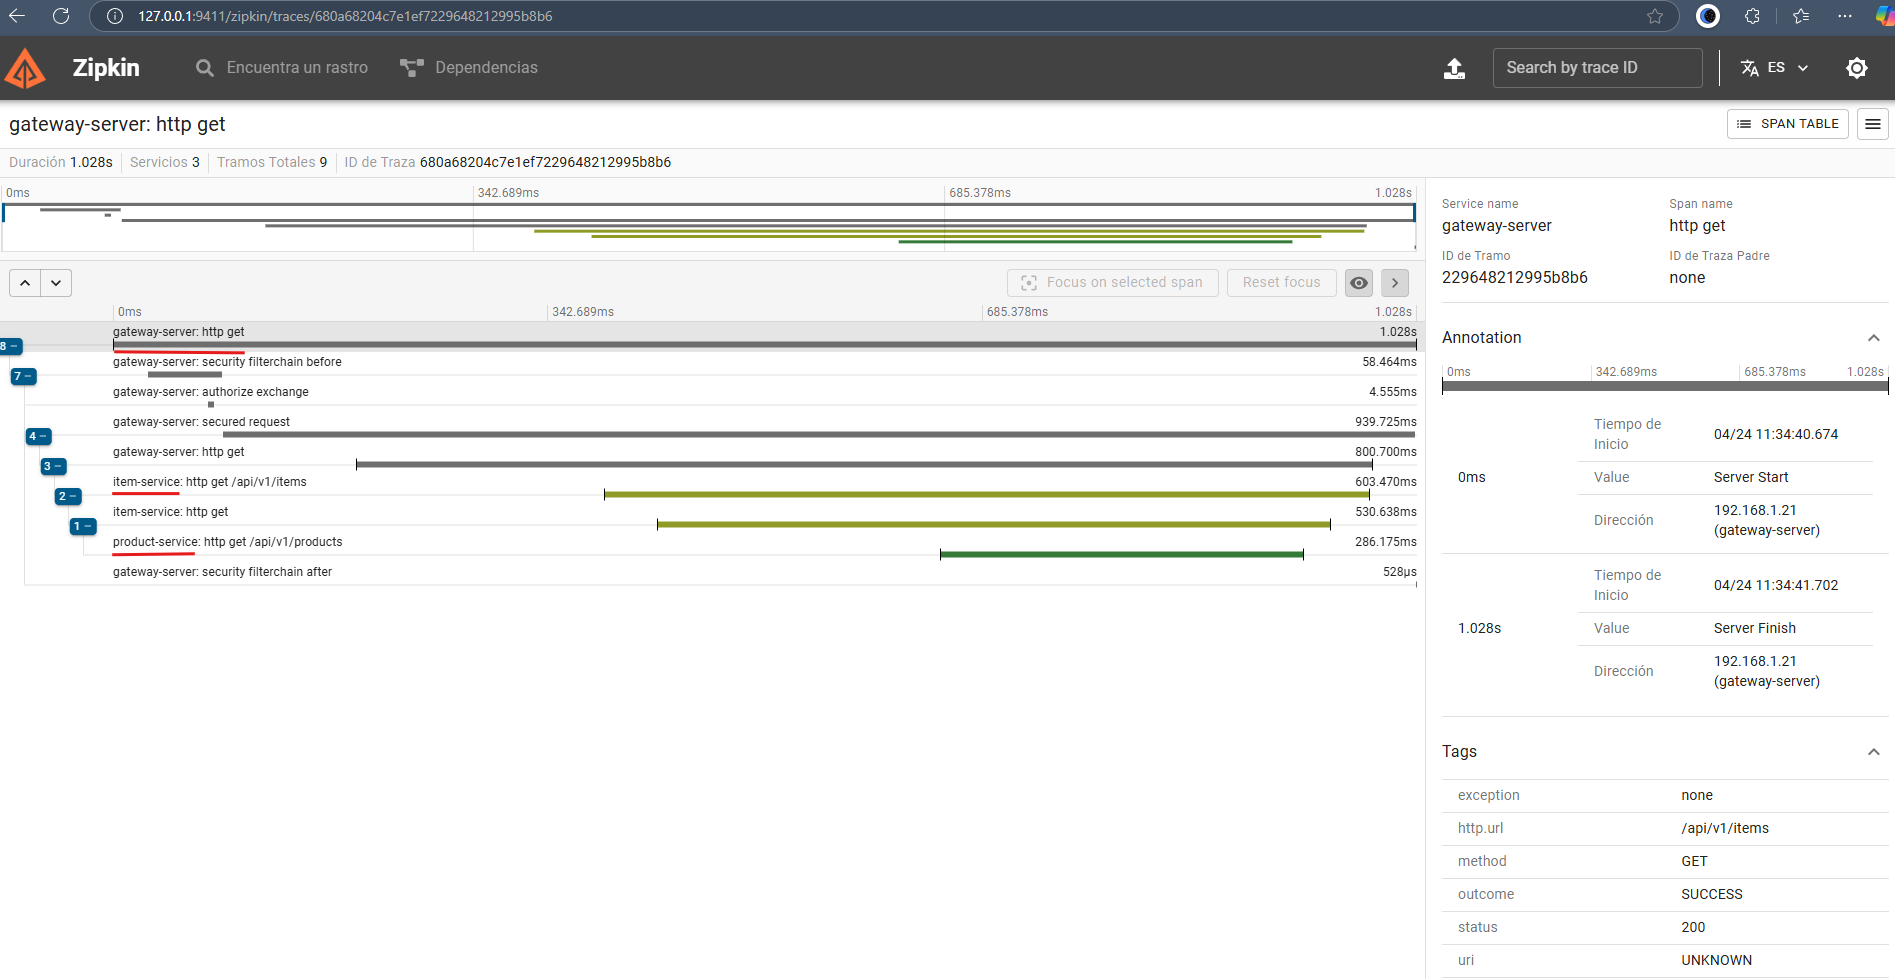 127.0.0.1:9411/zipkin/traces/680a68204c7e1ef7229648212995b8b6
Zipkin
Encuentra un rastro
Dependencias
Search by trace ID
ES
gateway-server: http get
SPAN TABLE
Duración 1.028s Servicios 3 Tramos Totales 9 ID de Traza 680a68204c7e1ef7229648212995b8b6
0ms 342.689ms 685.378ms 1.028s
Focus on selected span
Reset focus
0ms 342.689ms 685.378ms 1.028s
gateway-server: http get 1.028s
8 −
gateway-server: security filterchain before 58.464ms
7 −
gateway-server: authorize exchange 4.555ms
gateway-server: secured request 939.725ms
4 −
gateway-server: http get 800.700ms
3 −
item-service: http get /api/v1/items 603.470ms
2 −
item-service: http get 530.638ms
1 −
product-service: http get /api/v1/products 286.175ms
gateway-server: security filterchain after 528µs
Service name Span name
gateway-server http get
ID de Tramo ID de Traza Padre
229648212995b8b6 none
Annotation
0ms 342.689ms 685.378ms 1.028s
0ms
Tiempo de
Inicio
04/24 11:34:40.674
Value Server Start
Dirección
192.168.1.21
(gateway-server)
1.028s
Tiempo de
Inicio
04/24 11:34:41.702
Value Server Finish
Dirección
192.168.1.21
(gateway-server)
Tags
exception none
http.url /api/v1/items
method GET
outcome SUCCESS
status 200
uri UNKNOWN